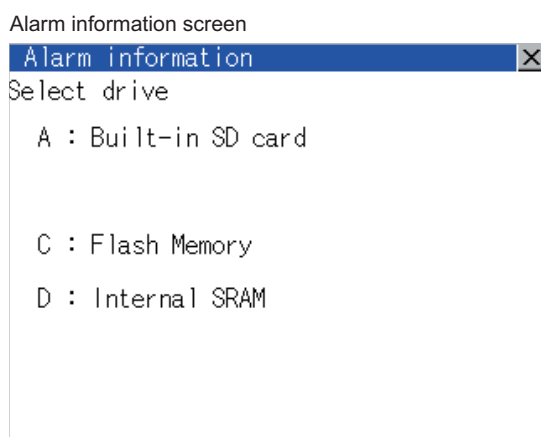 Alarm information screen
Alarm information
Select drive
A : Built-in SD card
C : Flash Memory
D : Internal SRAM